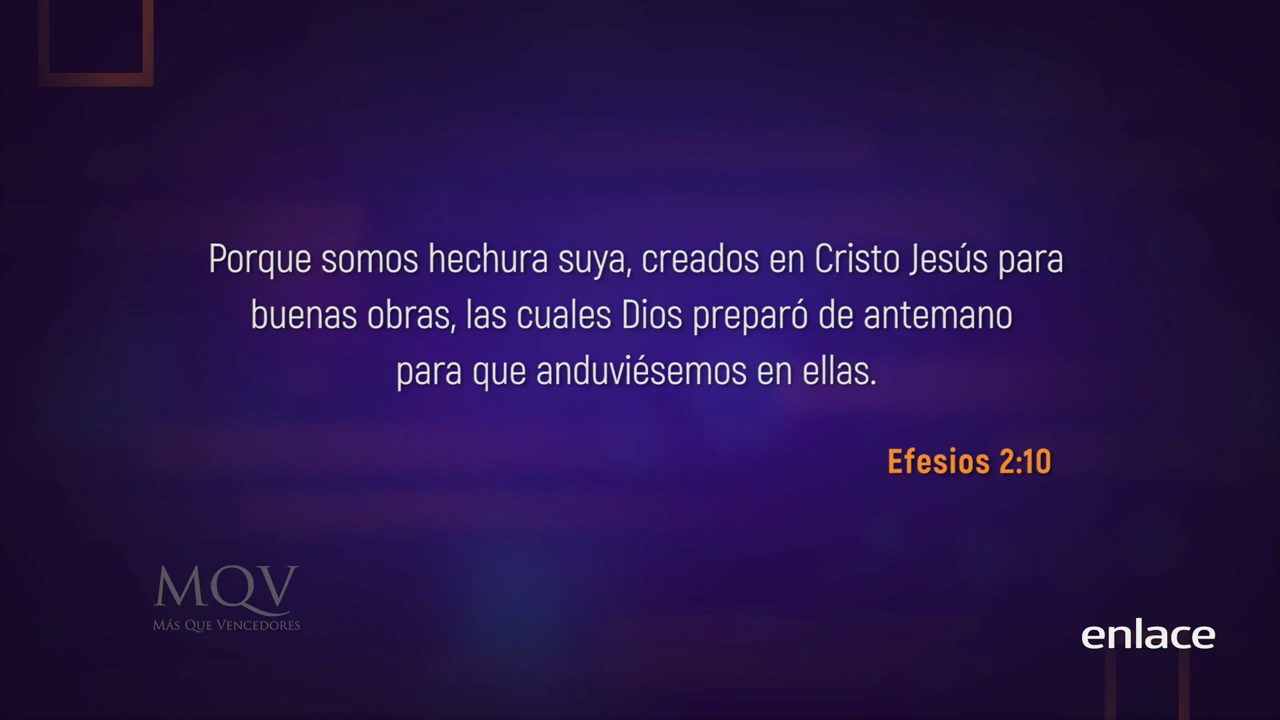 Porque somos hechura suya, creados en Cristo Jesús para
buenas obras, las cuales Dios preparó de antemano
para que anduviésemos en ellas.
Efesios 2:10
MQV
MÁS QUE VENCEDORES
enlace